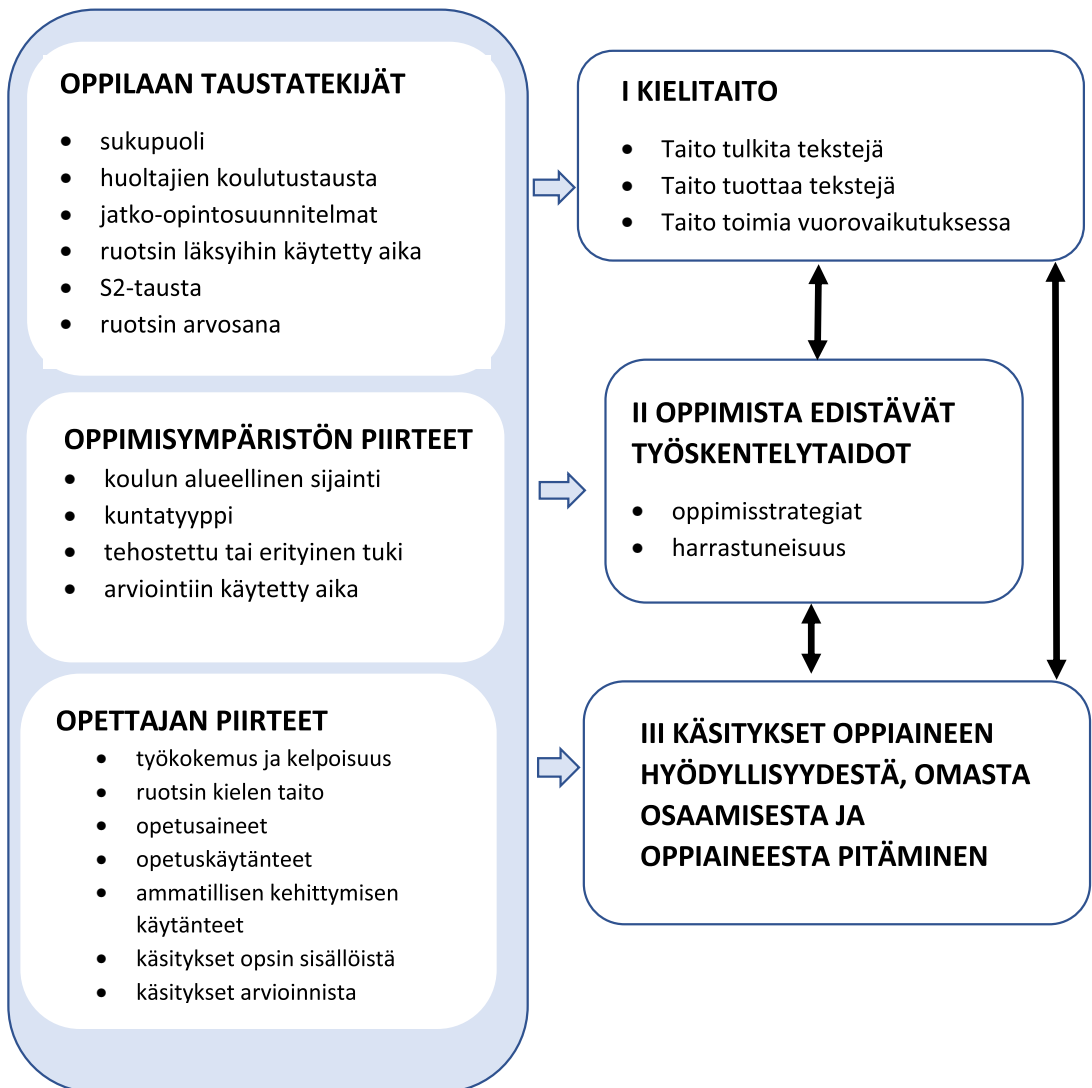 OPPILAAN TAUSTATEKIJÄT
• sukupuoli
• huoltajien koulutustausta
• jatko-opintosuunnitelmat
• ruotsin läksyihin käytetty aika
• S2-tausta
• ruotsin arvosana
OPPIMISYMPÄRISTÖN PIIRTEET
• koulun alueellinen sijainti
• kuntatyyppi
• tehostettu tai erityinen tuki
• arviointiin käytetty aika
OPETTAJAN PIIRTEET
• työkokemus ja kelpoisuus
• ruotsin kielen taito
• opetusaineet
• opetuskäytänteet
• ammatillisen kehittymisen
käytänteet
• käsitykset opsin sisällöistä
• käsitykset arvioinnista
I KIELITAITO
• Taito tulkita tekstejä
• Taito tuottaa tekstejä
• Taito toimia vuorovaikutuksessa
II OPPIMISTA EDISTÄVÄT
TYÖSKENTELYTAIDOT
• oppimisstrategiat
• harrastuneisuus
III KÄSITYKSET OPPIAINEEN
HYÖDYLLISYYDESTÄ, OMASTA
OSAAMISESTA JA
OPPIAINEESTA PITÄMINEN